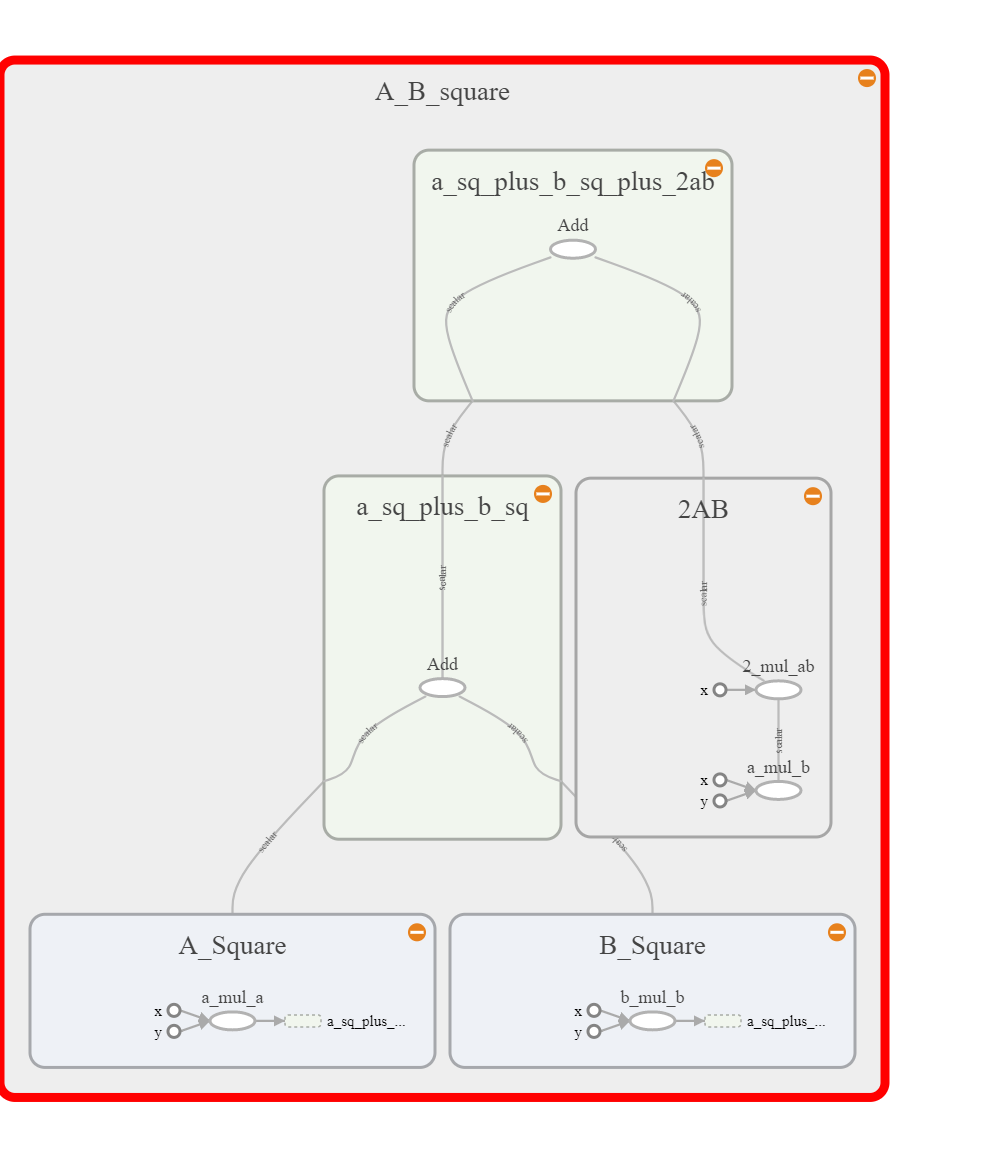 A_B_square
a_sq_plus_b_sq_plus_2ab
Add
scalar
scalar
scalar
scalar
a_sq_plus_b_sq
2AB
scalar
scalar
Add
2_mul_ab
x
scalar
scalar
scalar
a_mul_b
x
y
scalar
scalar
A_Square
B_Square
a_mul_a
x
y
a_sq_plus_...
b_mul_b
x
y
a_sq_plus_...